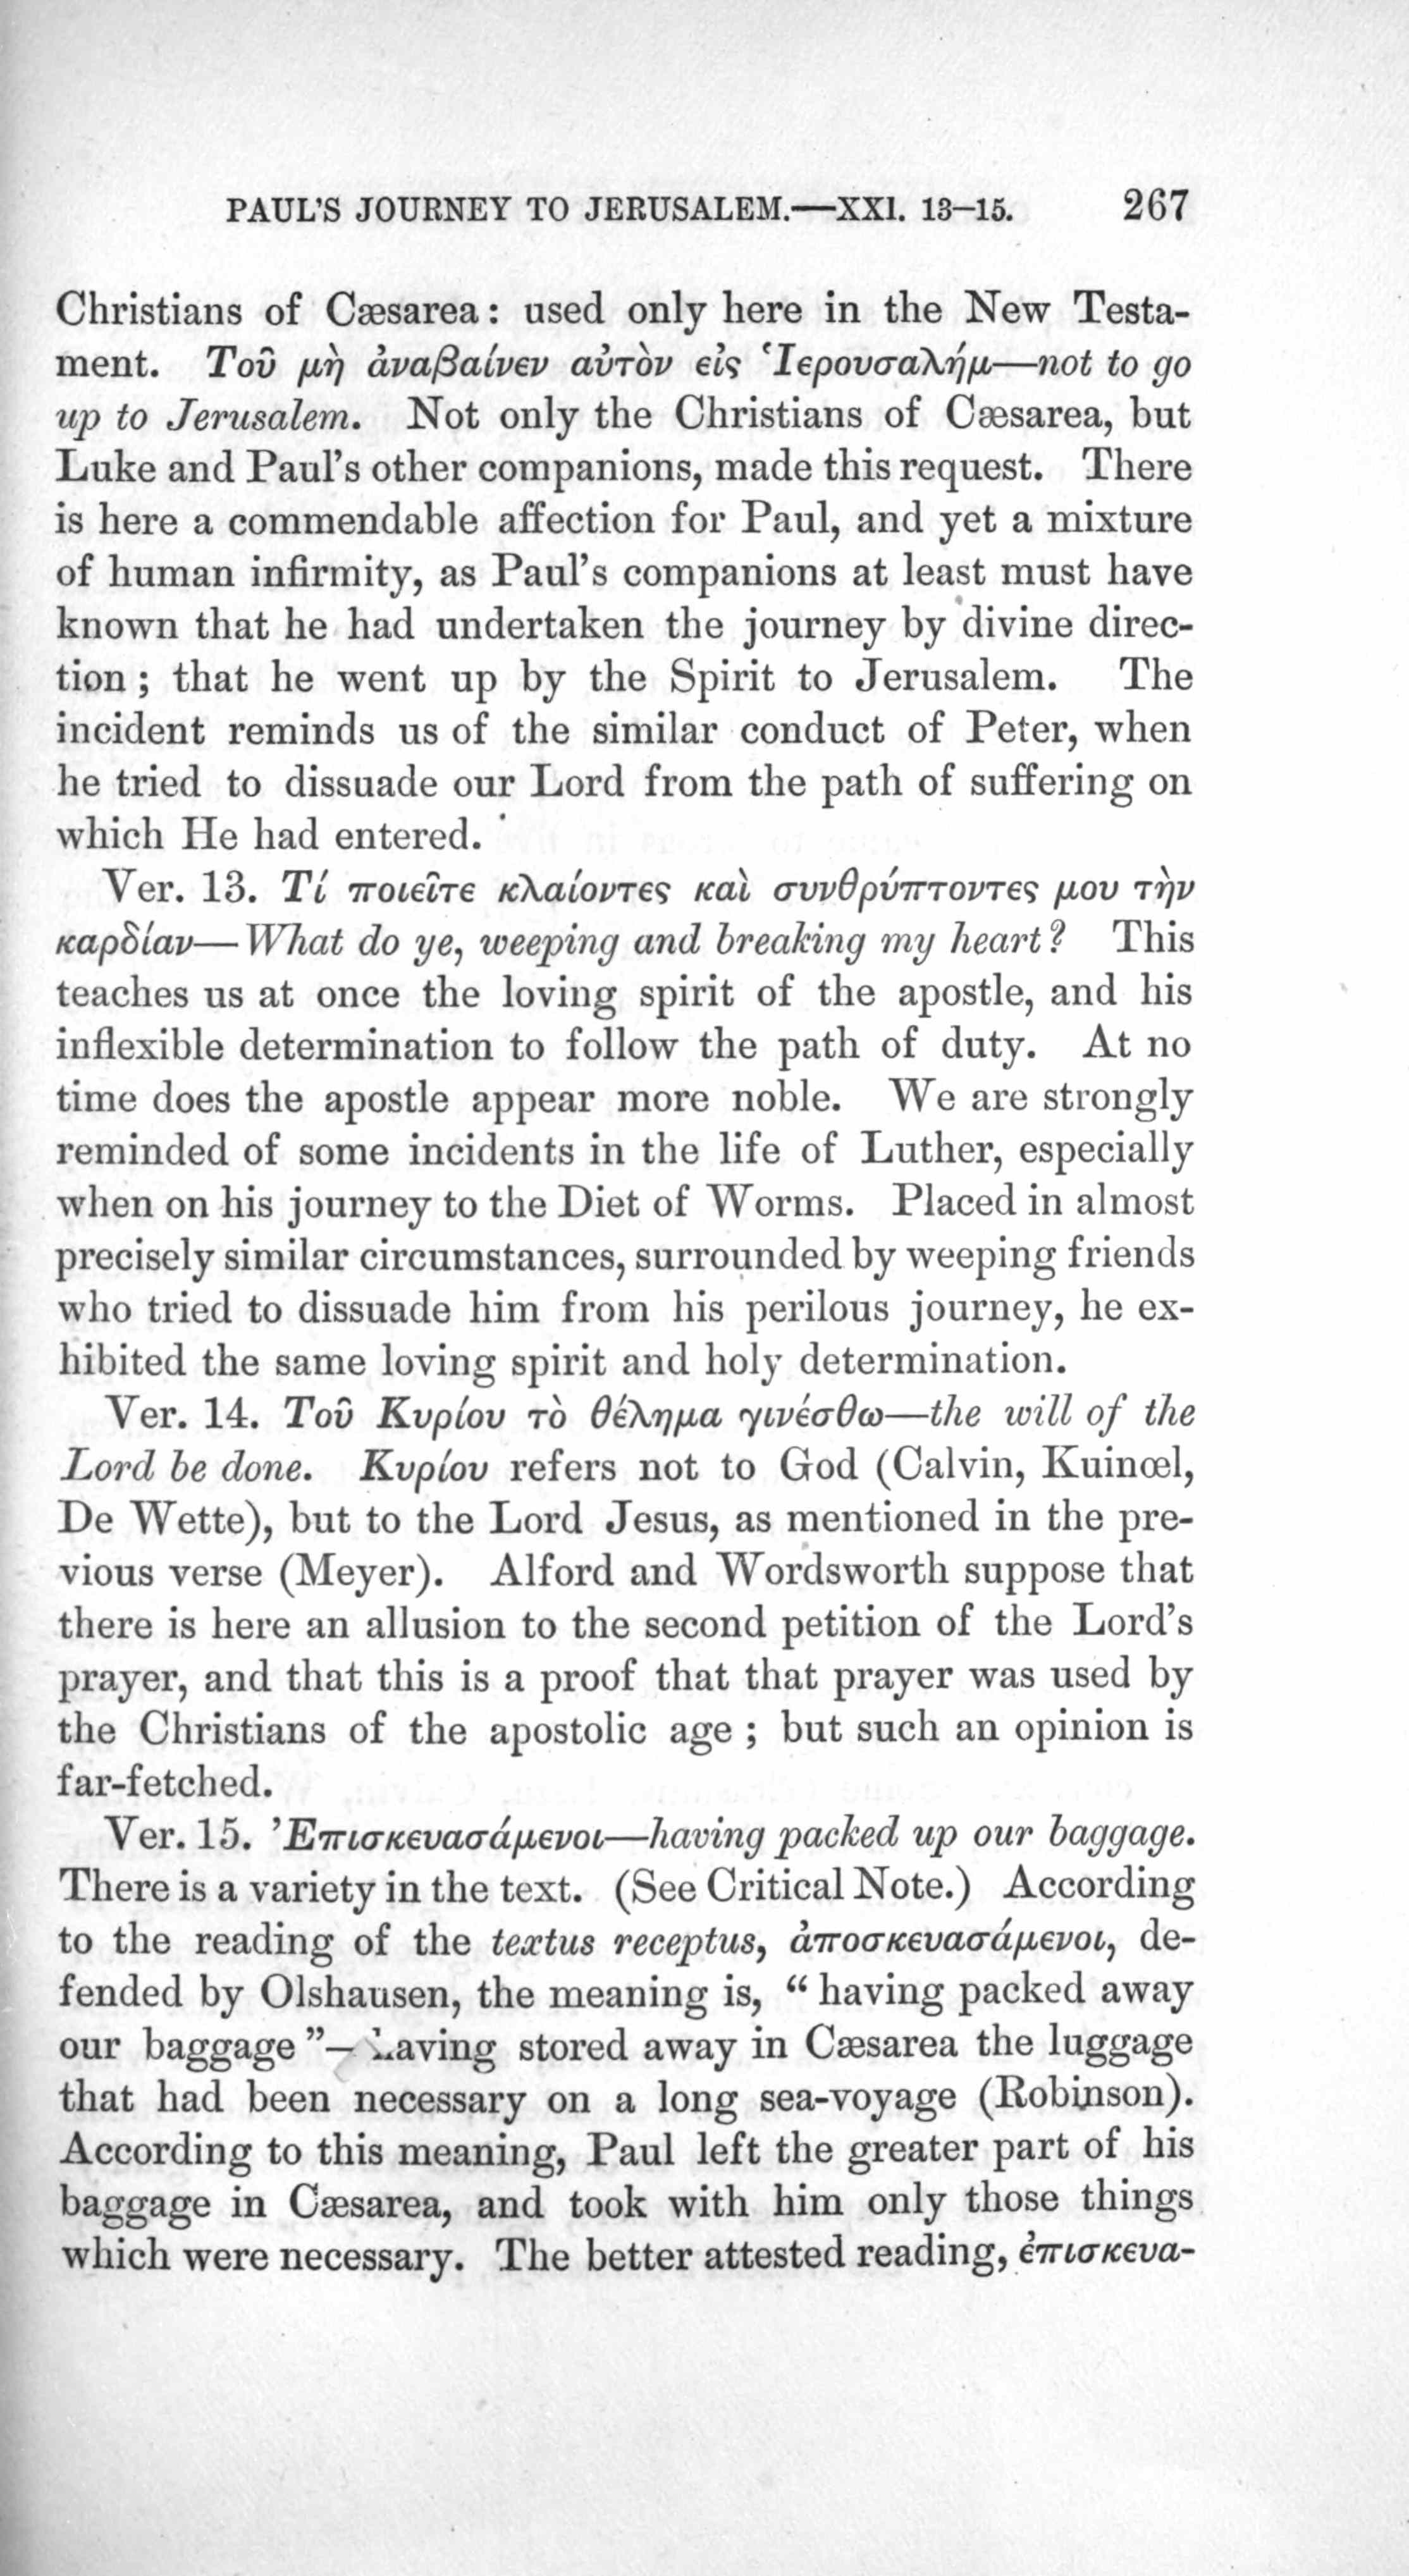 PAUL'S JOURNEY TO JERUSALEM.—XXI. 13–15. 267
Christians of Cæsarea: used only here in the New Testa-
ment. Τοῦ μὴ ἀναβαίνεν αὐτὸν εἰς Ἱερουσαλήμ—not to go
up to Jerusalem. Not only the Christians of Cæsarea, but
Luke and Paul's other companions, made this request. There
is here a commendable affection for Paul, and yet a mixture
of human infirmity, as Paul's companions at least must have
known that he had undertaken the journey by divine direc-
tion; that he went up by the Spirit to Jerusalem. The
incident reminds us of the similar conduct of Peter, when
he tried to dissuade our Lord from the path of suffering on
which He had entered.
Ver. 13. Τί ποιεῖτε κλαίοντες καὶ συνθρύπτοντες μου τὴν
καρδίαν—What do ye, weeping and breaking my heart? This
teaches us at once the loving spirit of the apostle, and his
inflexible determination to follow the path of duty. At no
time does the apostle appear more noble. We are strongly
reminded of some incidents in the life of Luther, especially
when on his journey to the Diet of Worms. Placed in almost
precisely similar circumstances, surrounded by weeping friends
who tried to dissuade him from his perilous journey, he ex-
hibited the same loving spirit and holy determination.
Ver. 14. Τοῦ Κυρίου τὸ θέλημα γινέσθω—the will of the
Lord be done. Κυρίου refers not to God (Calvin, Kuinœl,
De Wette), but to the Lord Jesus, as mentioned in the pre-
vious verse (Meyer). Alford and Wordsworth suppose that
there is here an allusion to the second petition of the Lord's
prayer, and that this is a proof that that prayer was used by
the Christians of the apostolic age; but such an opinion is
far-fetched.
Ver. 15. Ἐπισκευασάμενοι—having packed up our baggage.
There is a variety in the text. (See Critical Note.) According
to the reading of the textus receptus, ἀποσκευασάμενοι, de-
fended by Olshausen, the meaning is, "having packed away
our baggage"—having stored away in Cæsarea the luggage
that had been necessary on a long sea-voyage (Robinson).
According to this meaning, Paul left the greater part of his
baggage in Cæsarea, and took with him only those things
which were necessary. The better attested reading, ἐπισκευα-